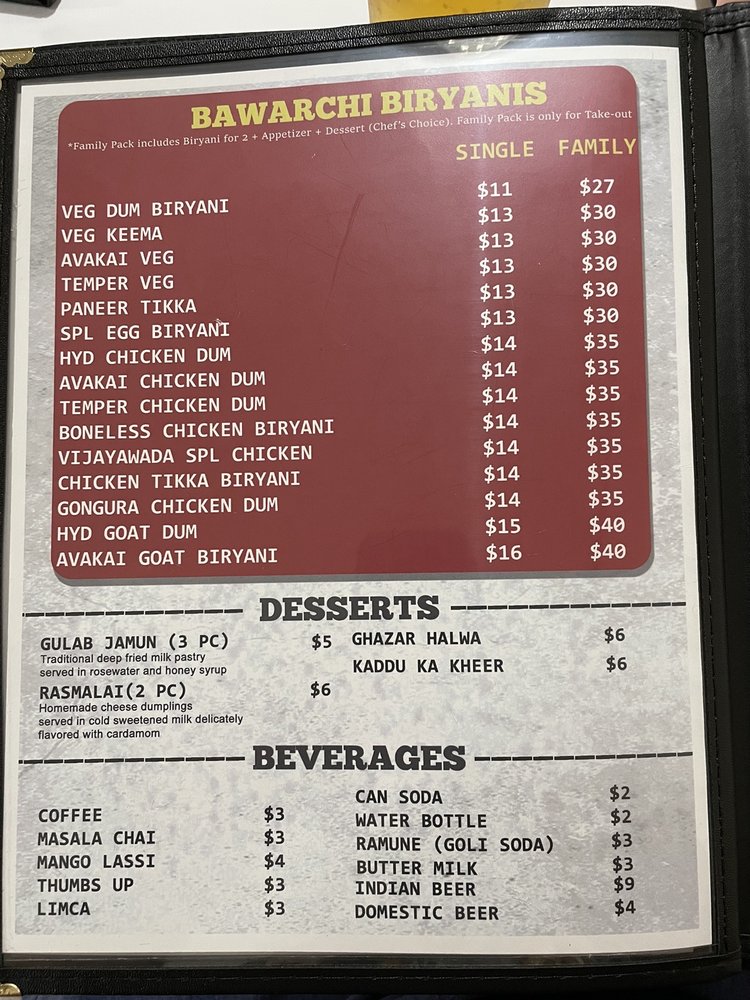 BAWARCHI BIRYANIS
*Family Pack includes Biryani for 2 + Appetizer + Dessert (Chef's Choice). Family Pack is only for Take-out
SINGLE FAMILY
VEG DUM BIRYANI $11 $27
VEG KEEMA $13 $30
AVAKAI VEG $13 $30
TEMPER VEG $13 $30
PANEER TIKKA $13 $30
SPL EGG BIRYANI $13 $30
HYD CHICKEN DUM $14 $35
AVAKAI CHICKEN DUM $14 $35
TEMPER CHICKEN DUM $14 $35
BONELESS CHICKEN BIRYANI $14 $35
VIJAYAWADA SPL CHICKEN $14 $35
CHICKEN TIKKA BIRYANI $14 $35
GONGURA CHICKEN DUM $14 $35
HYD GOAT DUM $15 $40
AVAKAI GOAT BIRYANI $16 $40
DESSERTS
GULAB JAMUN (3 PC) $5
Traditional deep fried milk pastry
served in rosewater and honey syrup
RASMALAI(2 PC) $6
Homemade cheese dumplings
served in cold sweetened milk delicately
flavored with cardamom
GHAZAR HALWA $6
KADDU KA KHEER $6
BEVERAGES
COFFEE $3
MASALA CHAI $3
MANGO LASSI $4
THUMBS UP $3
LIMCA $3
CAN SODA $2
WATER BOTTLE $2
RAMUNE (GOLI SODA) $3
BUTTER MILK $3
INDIAN BEER $9
DOMESTIC BEER $4